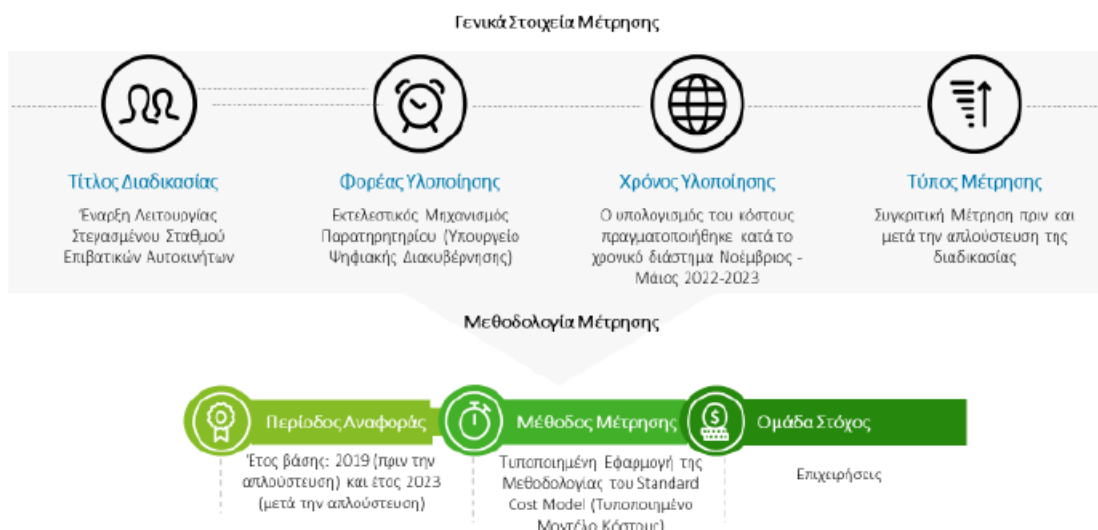 Γενικά Στοιχεία Μέτρησης
Τίτλος Διαδικασίας
Έναρξη Λειτουργίας
Στεγασμένου Σταθμού
Επιβατικών Αυτοκινήτων
Φορέας Υλοποίησης
Εκτελεστικός Μηχανισμός
Παρατηρητηρίου (Υπουργείο
Ψηφιακής Διακυβέρνησης)
Χρόνος Υλοποίησης
Ο υπολογισμός του κόστους
πραγματοποιήθηκε κατά το
χρονικό διάστημα Νοέμβριος -
Μάιος 2022-2023
Τύπος Μέτρησης
Συγκριτική Μέτρηση πριν και
μετά την απλούστευση της
διαδικασίας
Μεθοδολογία Μέτρησης
Περίοδος Αναφοράς
Έτος βάσης: 2019 (πριν την
απλούστευση) και έτος 2023
(μετά την απλούστευση)
Μέθοδος Μέτρησης
Τυποποιημένη Εφαρμογή της
Μεθοδολογίας του Standard
Cost Model (Τυποποιημένο
Μοντέλο Κόστους)
Ομάδα Στόχος
Επιχειρήσεις